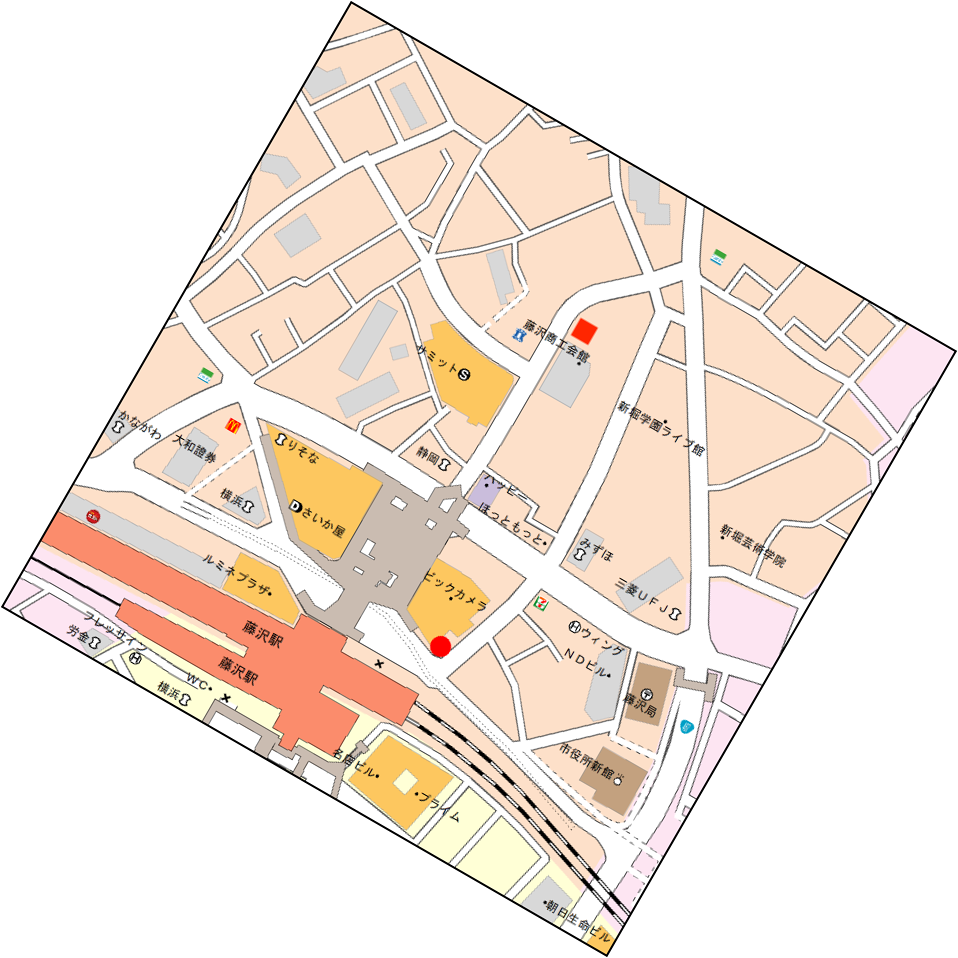 藤沢商工会館
サミット
S
新堀学園ライブ館
かながわ
大和證券
りそな
静岡
ハッピー
横浜
D
さいか屋
ほっともっと
新堀芸術学院
みずほ
ルミネプラザ
ビックカメラ
三菱UFJ
7
H
ウィング
NDビル
藤沢駅
フレッサイン
労金
H
藤沢駅
WC
横浜
藤沢局
市役所新館
名店ビル
プライム
朝日生命ビル